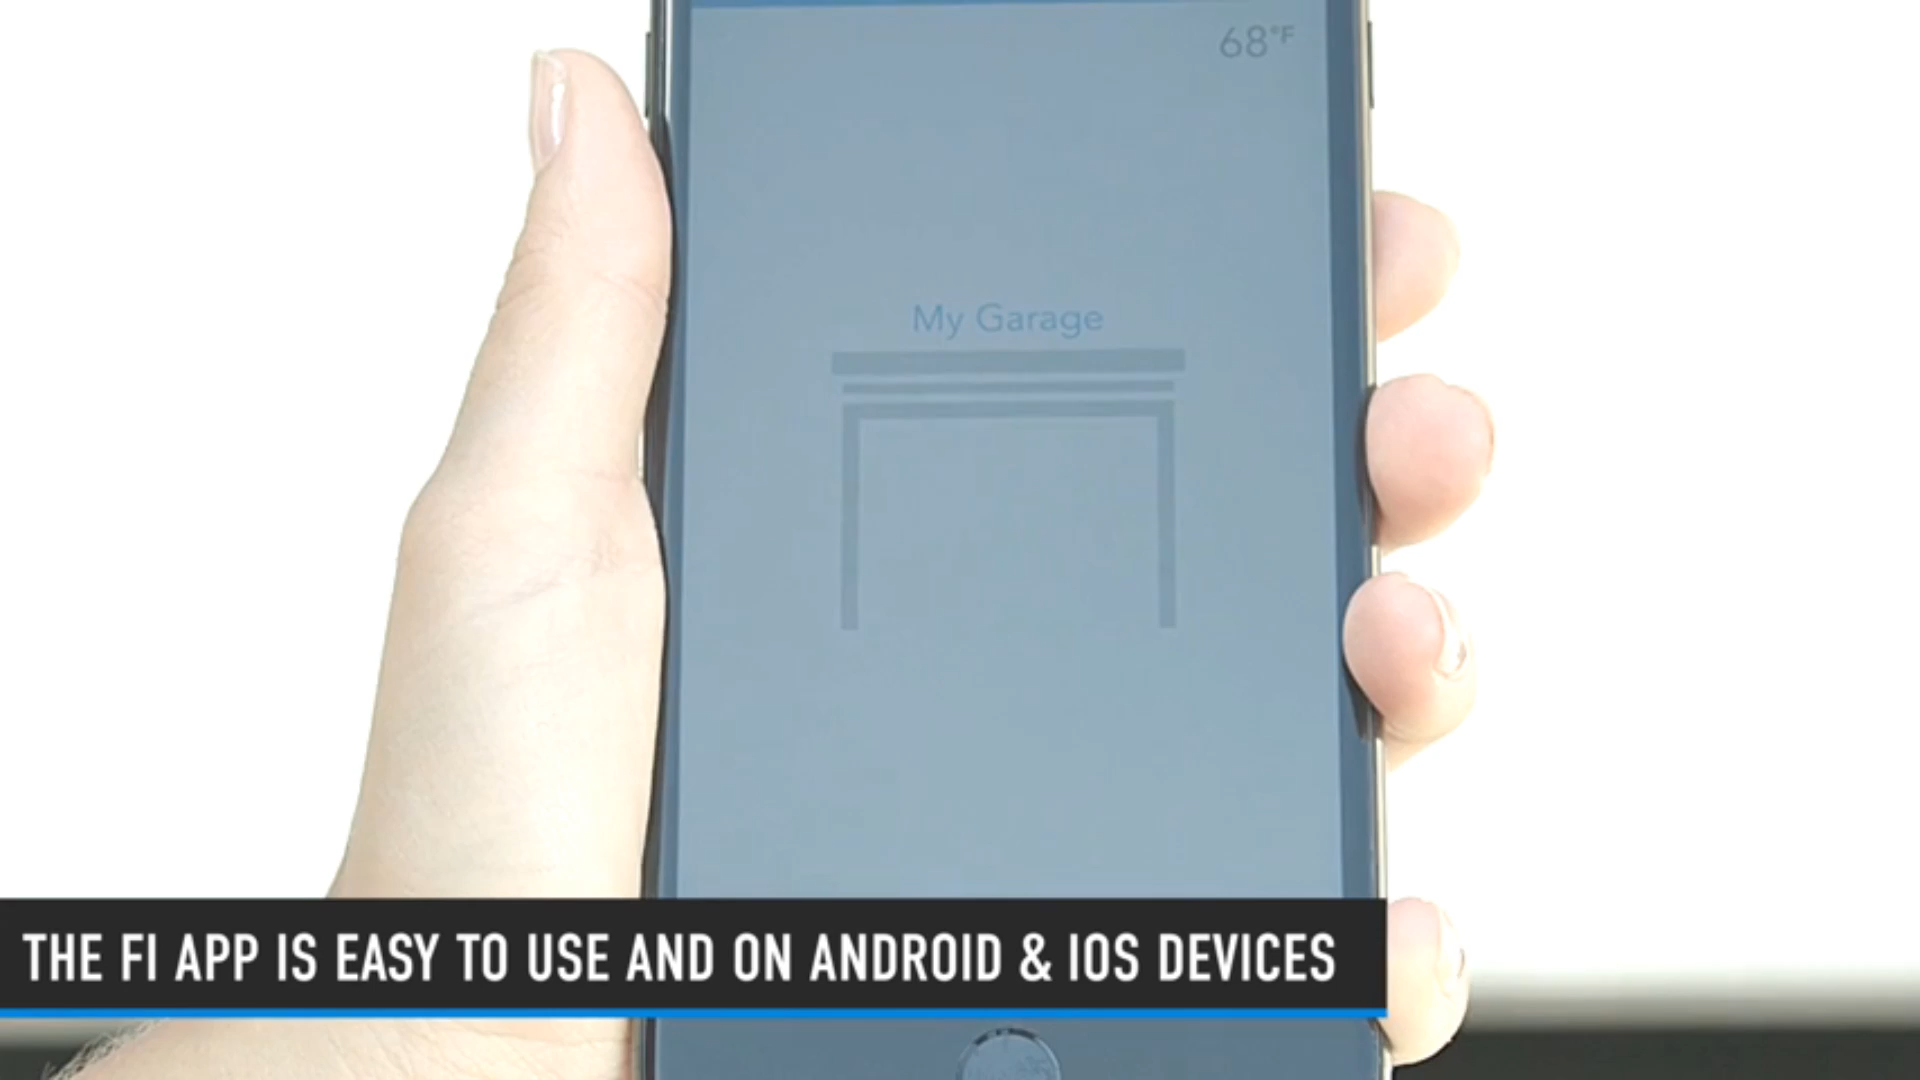 68°F
My Garage
THE FI APP IS EASY TO USE AND ON ANDROID & IOS DEVICES